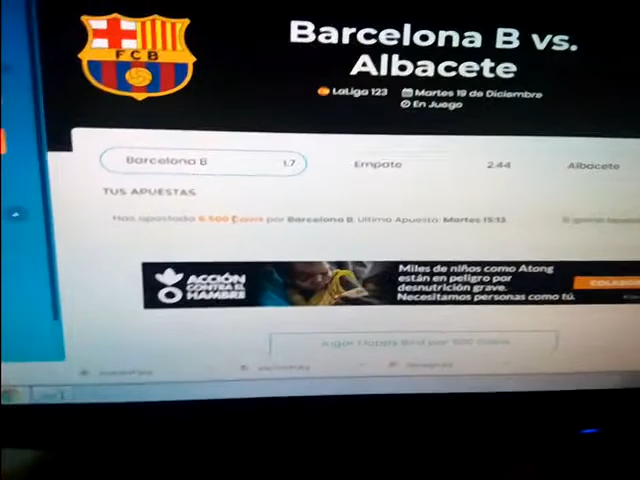 FCB
Barcelona B vs.
Albacete
LaLiga 123 Martes 19 de Diciembre
En Juego
Barcelona B 1.7 Empate 2.44 Albacete
TUS APUESTAS
Has apostado 6.500 Coins por Barcelona B. Ultimo Apuesta: Martes 15:13
ACCIÓN
CONTRA EL
HAMBRE
Miles de niños como Atong
están en peligro por
desnutrición grave.
Necesitamos personas como tú.